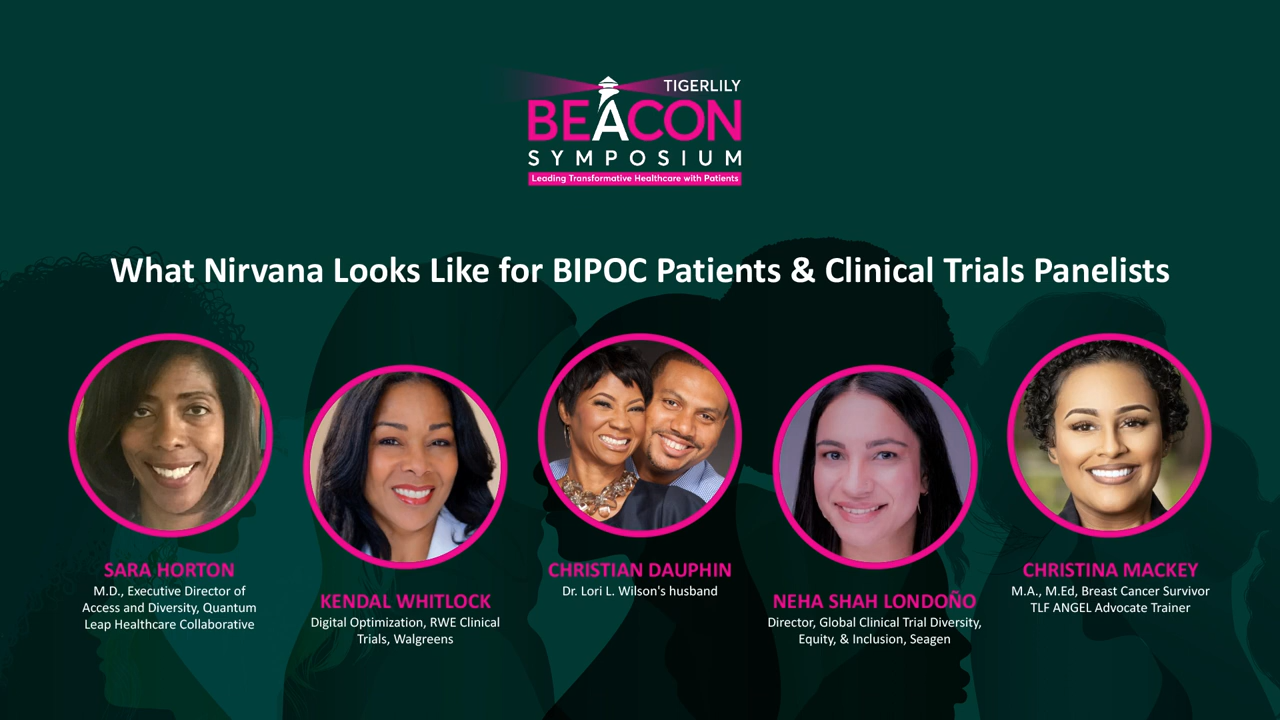 TIGERLILY
BEACON
SYMPOSIUM
Leading Transformative Healthcare with Patients
What Nirvana Looks Like for BIPOC Patients & Clinical Trials Panelists
SARA HORTON
M.D., Executive Director of
Access and Diversity, Quantum
Leap Healthcare Collaborative
KENDAL WHITLOCK
Digital Optimization, RWE Clinical
Trials, Walgreens
CHRISTIAN DAUPHIN
Dr. Lori L. Wilson's husband
NEHA SHAH LONDOÑO
Director, Global Clinical Trial Diversity,
Equity, & Inclusion, Seagen
CHRISTINA MACKEY
M.A., M.Ed, Breast Cancer Survivor
TLF ANGEL Advocate Trainer